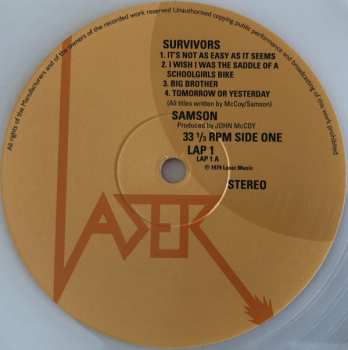 All rights of the Manufacturers and of the owners of the recorded work reserved Unauthorised copying public performance and broadcasting of this work prohibited
SURVIVORS
1. IT'S NOT AS EASY AS IT SEEMS
2. I WISH I WAS THE SADDLE OF A
SCHOOLGIRLS BIKE
3. BIG BROTHER
4. TOMORROW OR YESTERDAY
(All titles written by McCoy/Samson)
SAMSON
Produced by JOHN McCOY
33 ⅓ RPM SIDE ONE
LAP 1
LAP 1 A
℗ 1979 Laser Music
STEREO
LASER